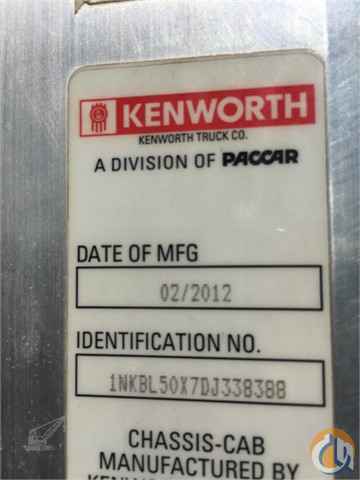 KENWORTH
KENWORTH TRUCK CO.
A DIVISION OF PACCAR
DATE OF MFG
02/2012
IDENTIFICATION NO.
1NKBL50X7DJ338388
CHASSIS-CAB
MANUFACTURED BY